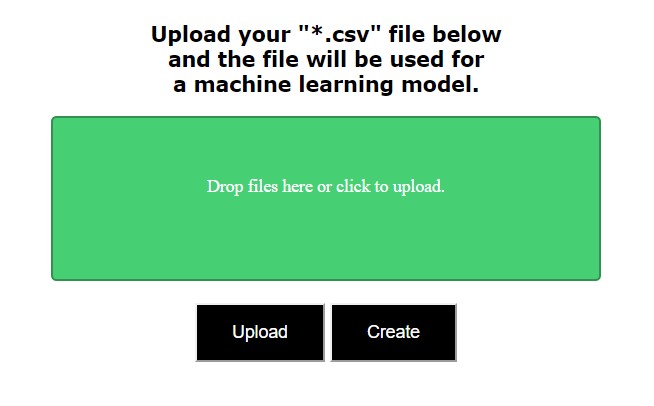 Upload your "*.csv" file below
and the file will be used for
a machine learning model.
Drop files here or click to upload.
Upload
Create